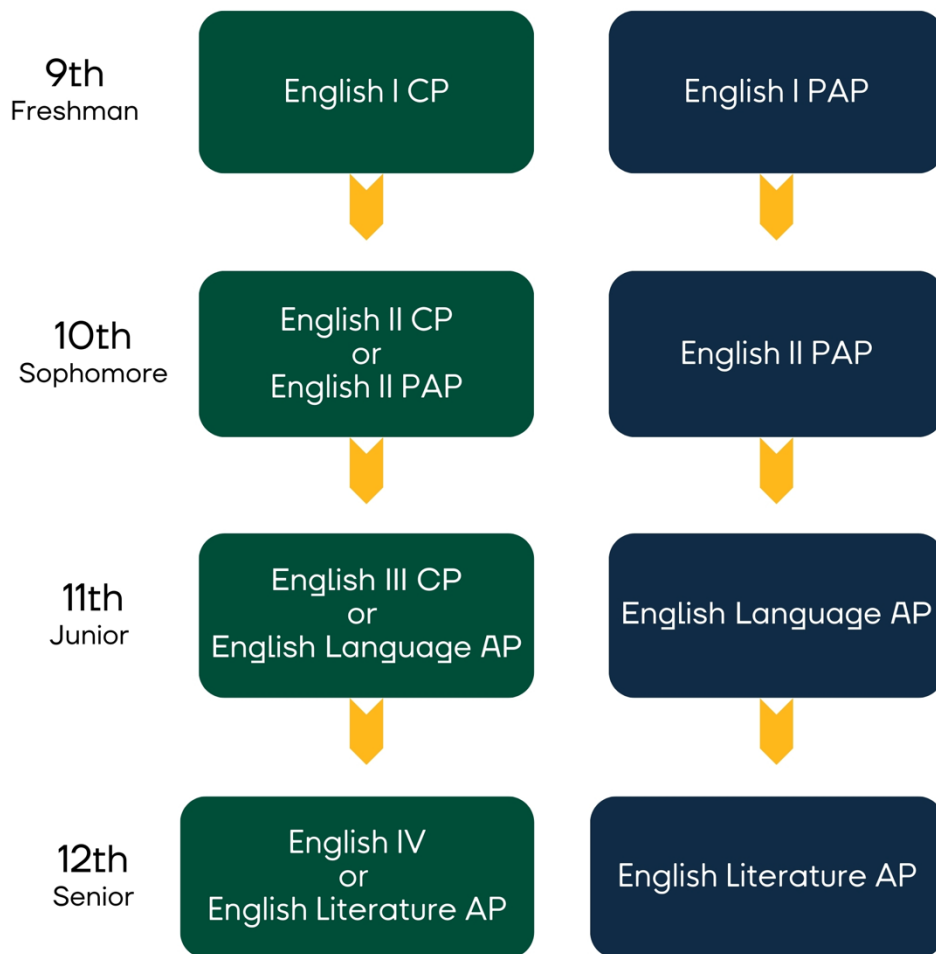 9th
Freshman
English I CP
English I PAP
10th
Sophomore
English II CP
or
English II PAP
English II PAP
11th
Junior
English III CP
or
English Language AP
English Language AP
12th
Senior
English IV
or
English Literature AP
English Literature AP